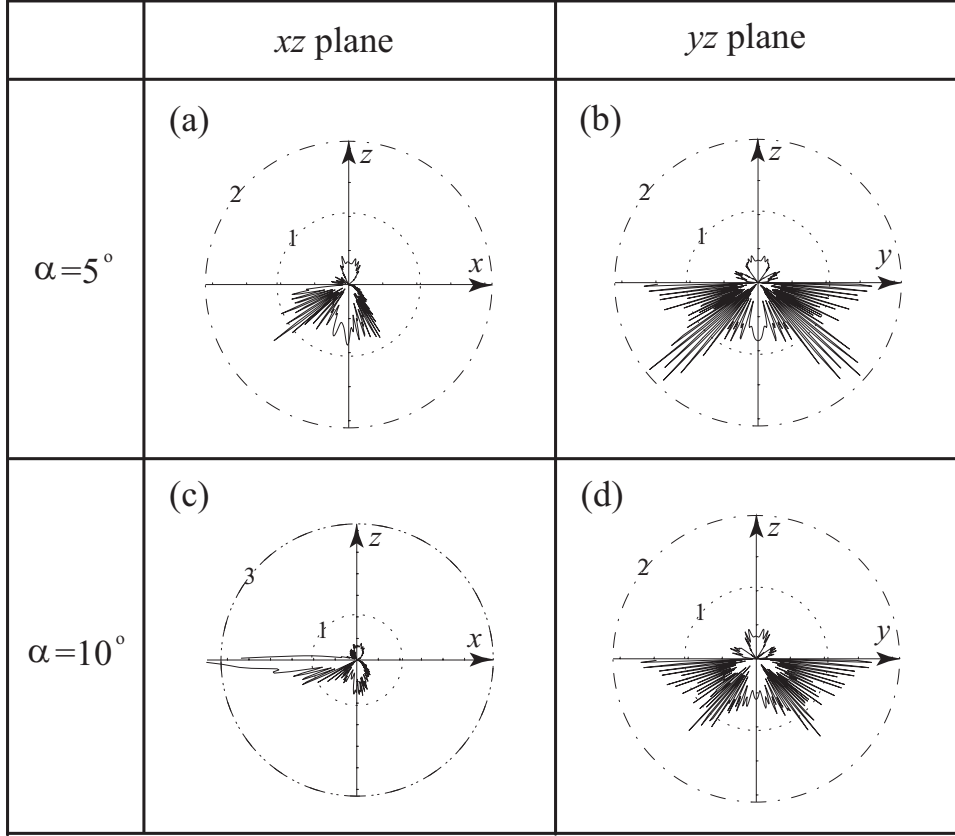 xz plane
yz plane
α=5°
(a)
z
2
1
x
(b)
z
2
1
y
α=10°
(c)
z
3
1
x
(d)
z
2
1
y